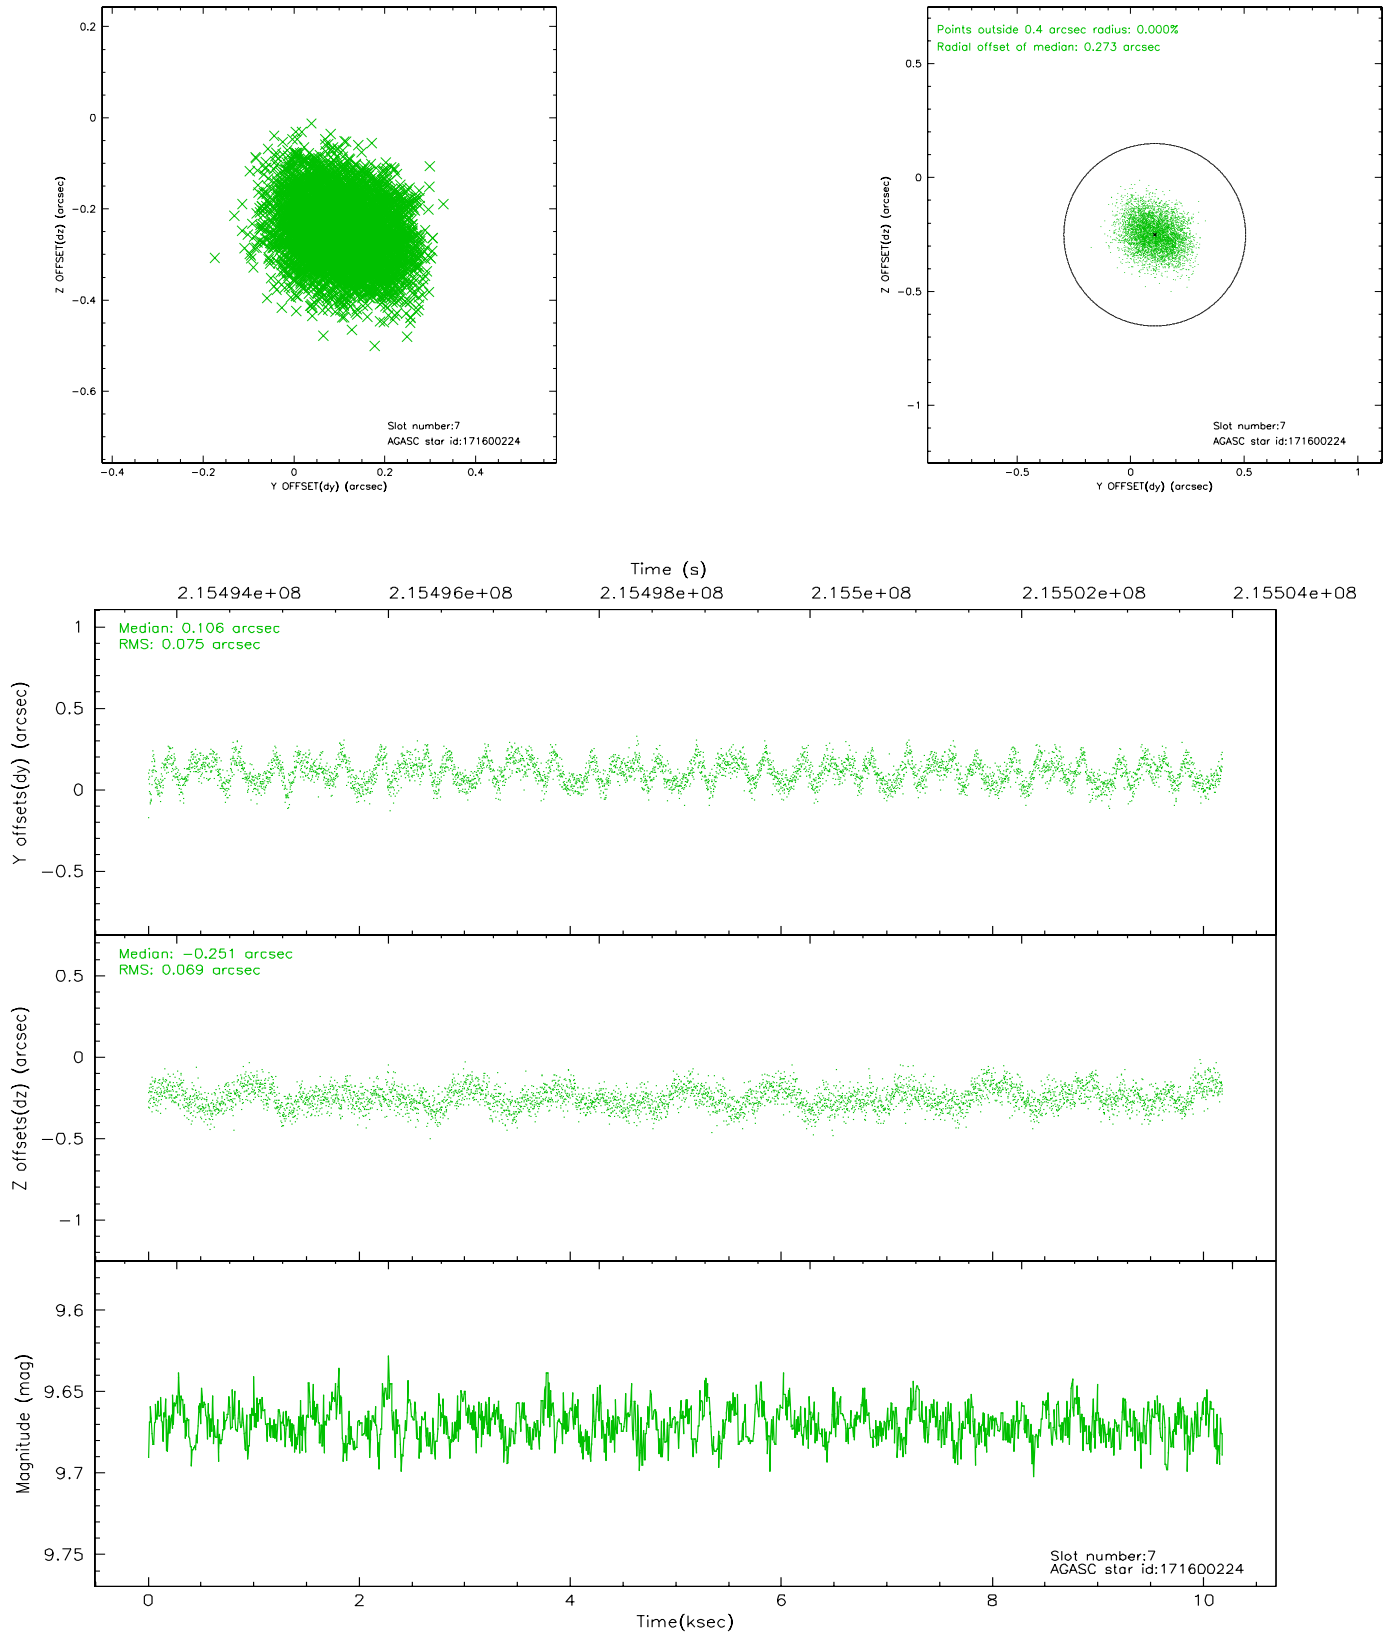 0.2
0
−0.2
−0.4
−0.6
Z OFFSET(dz) (arcsec)
Slot number:7
AGASC star id:171600224
−0.4 −0.2 0 0.2 0.4
Y OFFSET(dy) (arcsec)
Points outside 0.4 arcsec radius: 0.000%
Radial offset of median: 0.273 arcsec
0.5
0
−0.5
−1
Z OFFSET(dz) (arcsec)
Slot number:7
AGASC star id:171600224
−0.5 0 0.5 1
Y OFFSET(dy) (arcsec)
Time (s)
2.15494e+08 2.15496e+08 2.15498e+08 2.155e+08 2.15502e+08 2.15504e+08
Median: 0.106 arcsec
RMS: 0.075 arcsec
1
0.5
0
−0.5
Y offsets(dy) (arcsec)
Median: −0.251 arcsec
RMS: 0.069 arcsec
0.5
0
−0.5
−1
Z offsets(dz) (arcsec)
9.6
9.65
9.7
9.75
Magnitude (mag)
Slot number:7
AGASC star id:171600224
0 2 4 6 8 10
Time(ksec)